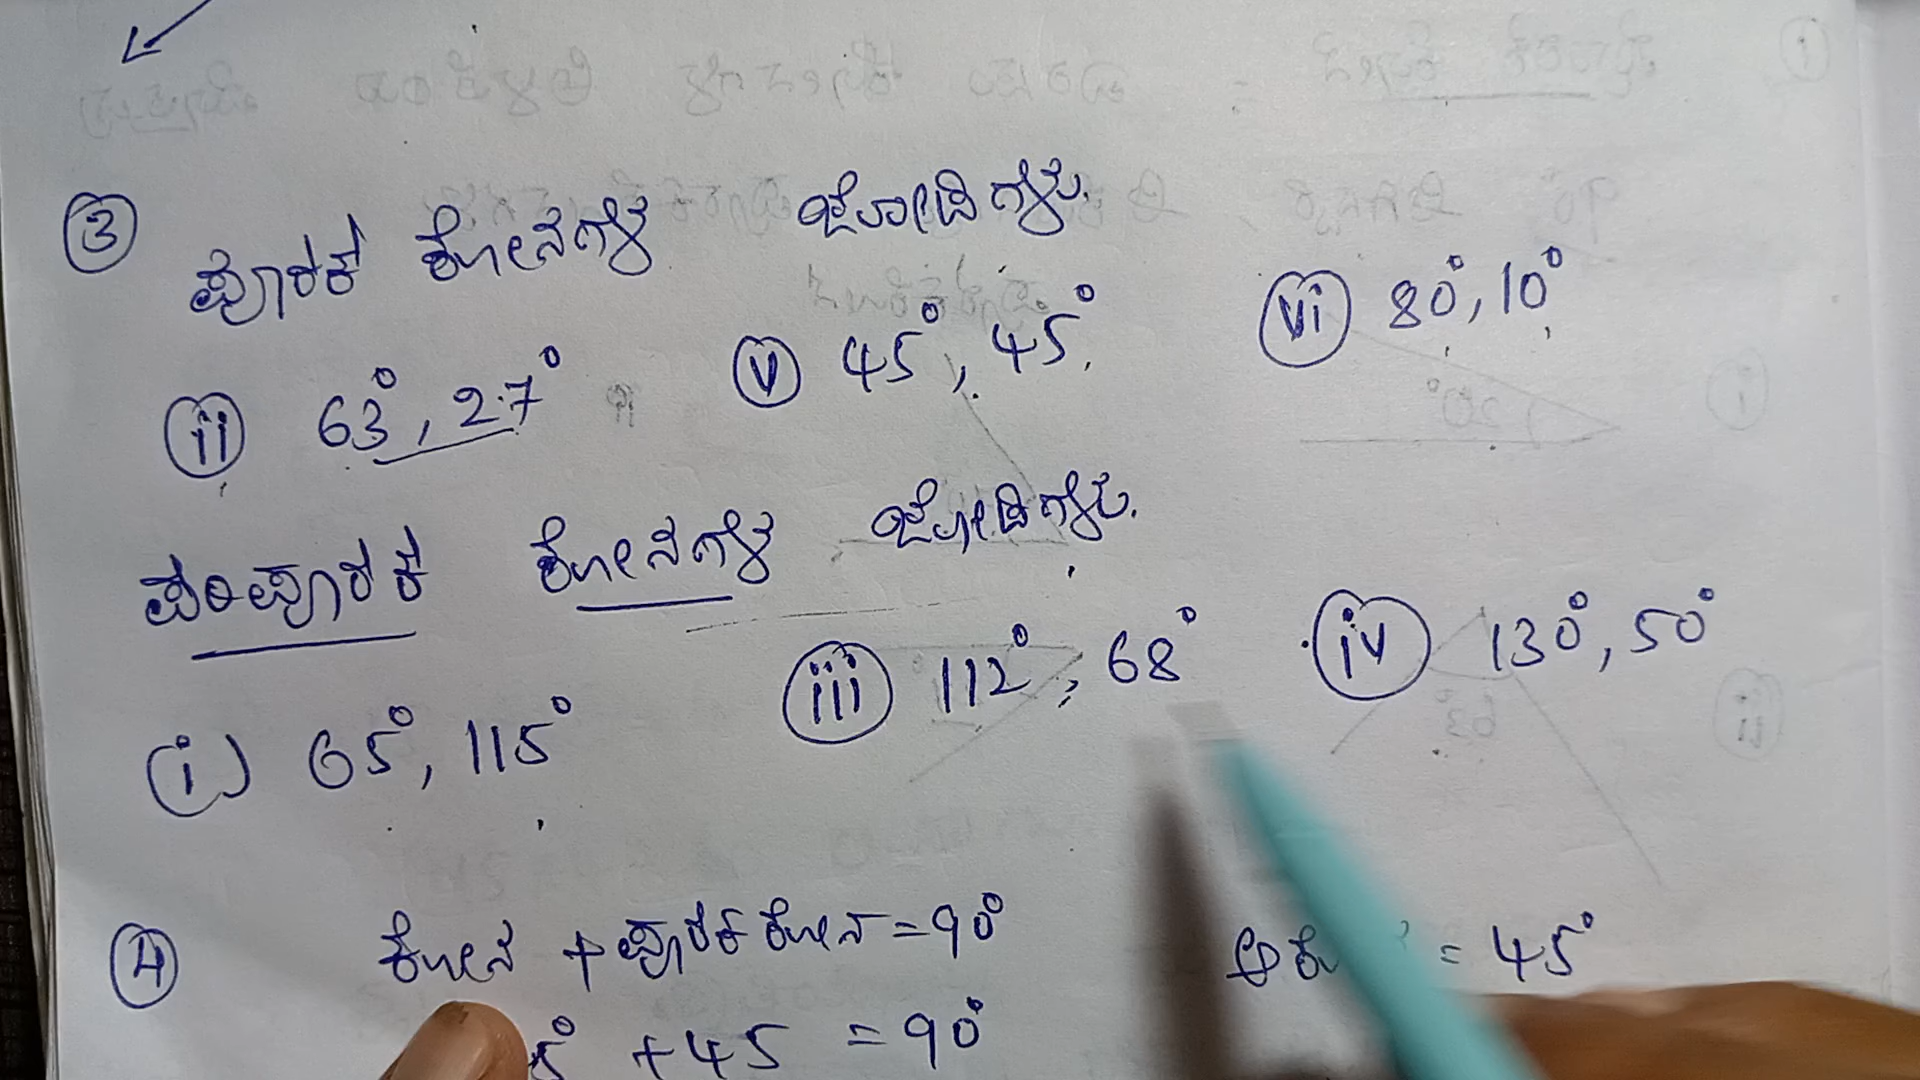 ③ ಪೂರಕ ಕೋನಗಳ ಜೋಡಿಗಳು.
ii 63°, 27° v 45°, 45°. vi 80°, 10°
ಪರಿಪೂರಕ ಕೋನಗಳ ಜೋಡಿಗಳು.
(i) 65°, 115° iii 112°, 68° iv 130°, 50°
④ ಕೋನ + ಪೂರಕ ಕೋನ = 90° = 45°
+ 45 = 90°